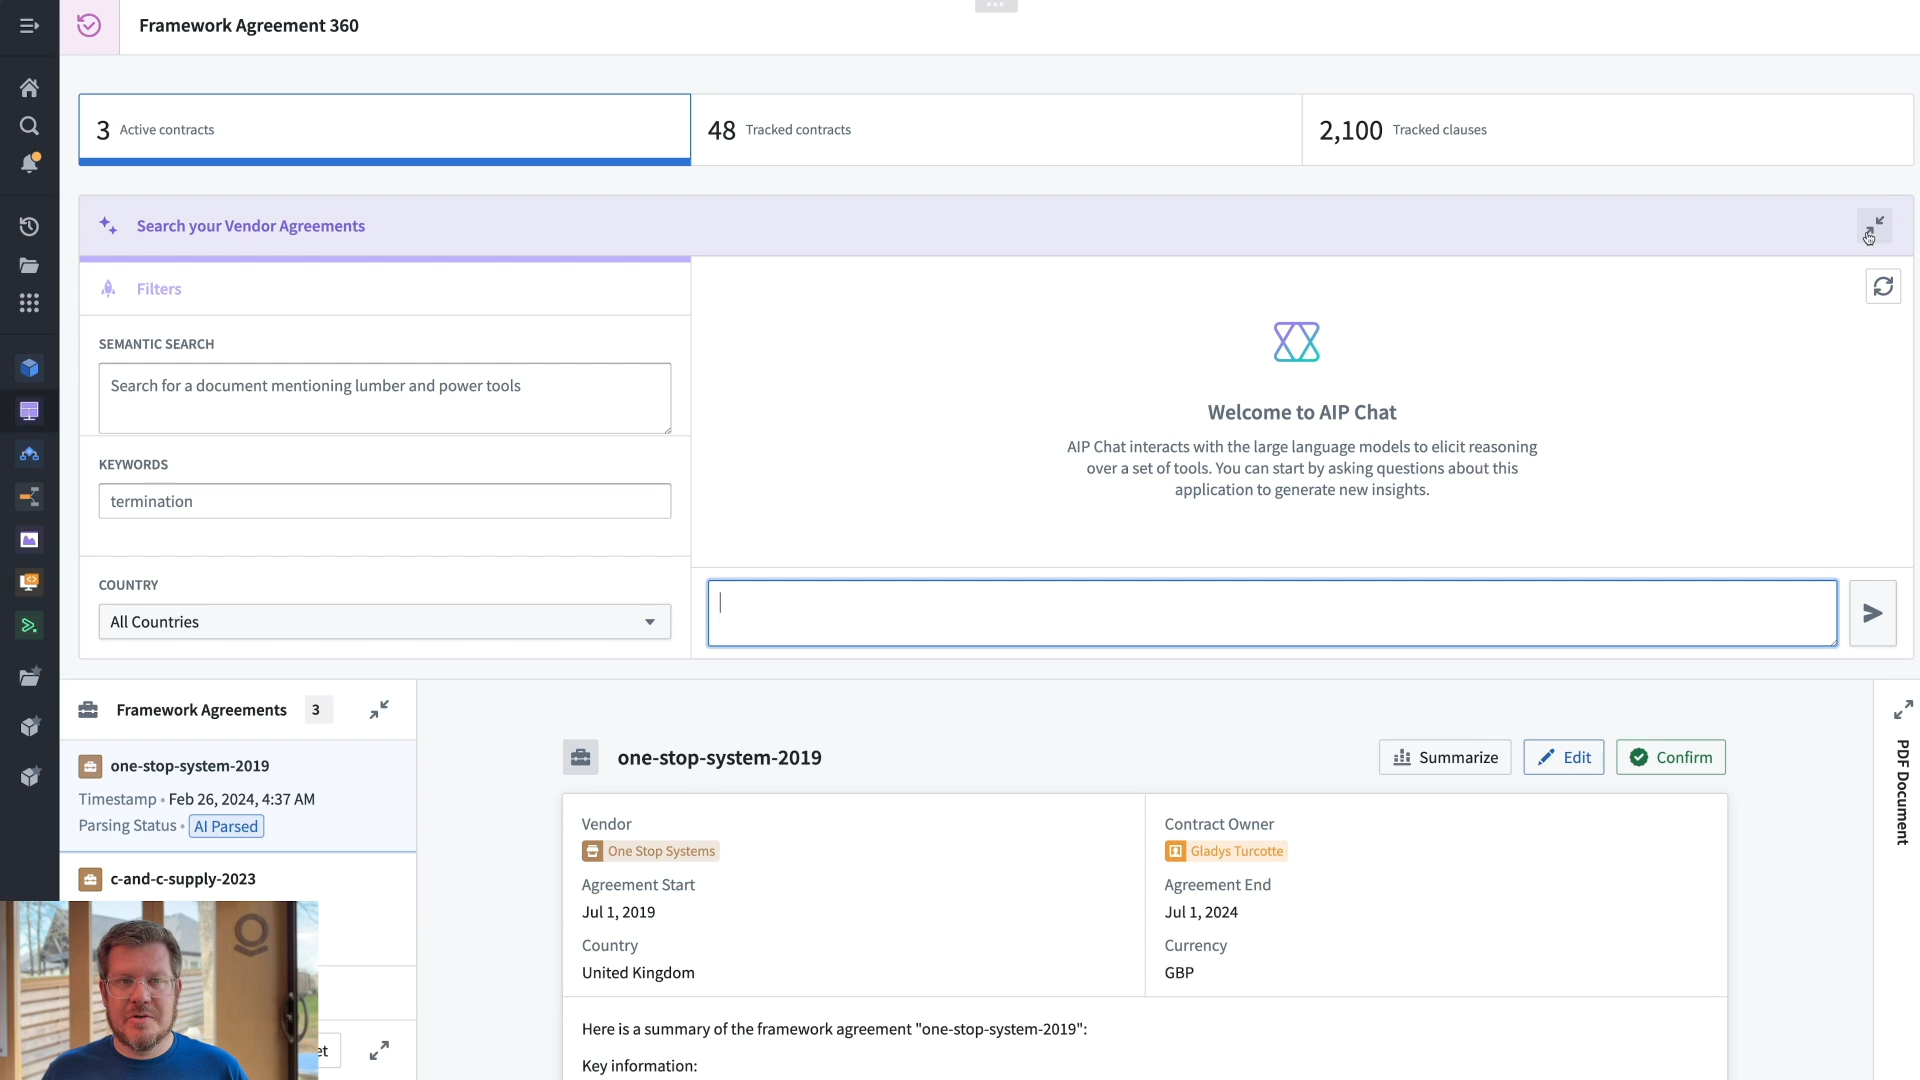 Framework Agreement 360
3 Active contracts
48 Tracked contracts
2,100 Tracked clauses
Search your Vendor Agreements
Filters
SEMANTIC SEARCH
Search for a document mentioning lumber and power tools
KEYWORDS
termination
COUNTRY
All Countries
Welcome to AIP Chat
AIP Chat interacts with the large language models to elicit reasoning
over a set of tools. You can start by asking questions about this
application to generate new insights.
Framework Agreements 3
one-stop-system-2019
Timestamp • Feb 26, 2024, 4:37 AM
Parsing Status • AI Parsed
c-and-c-supply-2023
et
one-stop-system-2019
Summarize
Edit
Confirm
Vendor
One Stop Systems
Agreement Start
Jul 1, 2019
Country
United Kingdom
Contract Owner
Gladys Turcotte
Agreement End
Jul 1, 2024
Currency
GBP
Here is a summary of the framework agreement "one-stop-system-2019":
Key information:
PDF Document